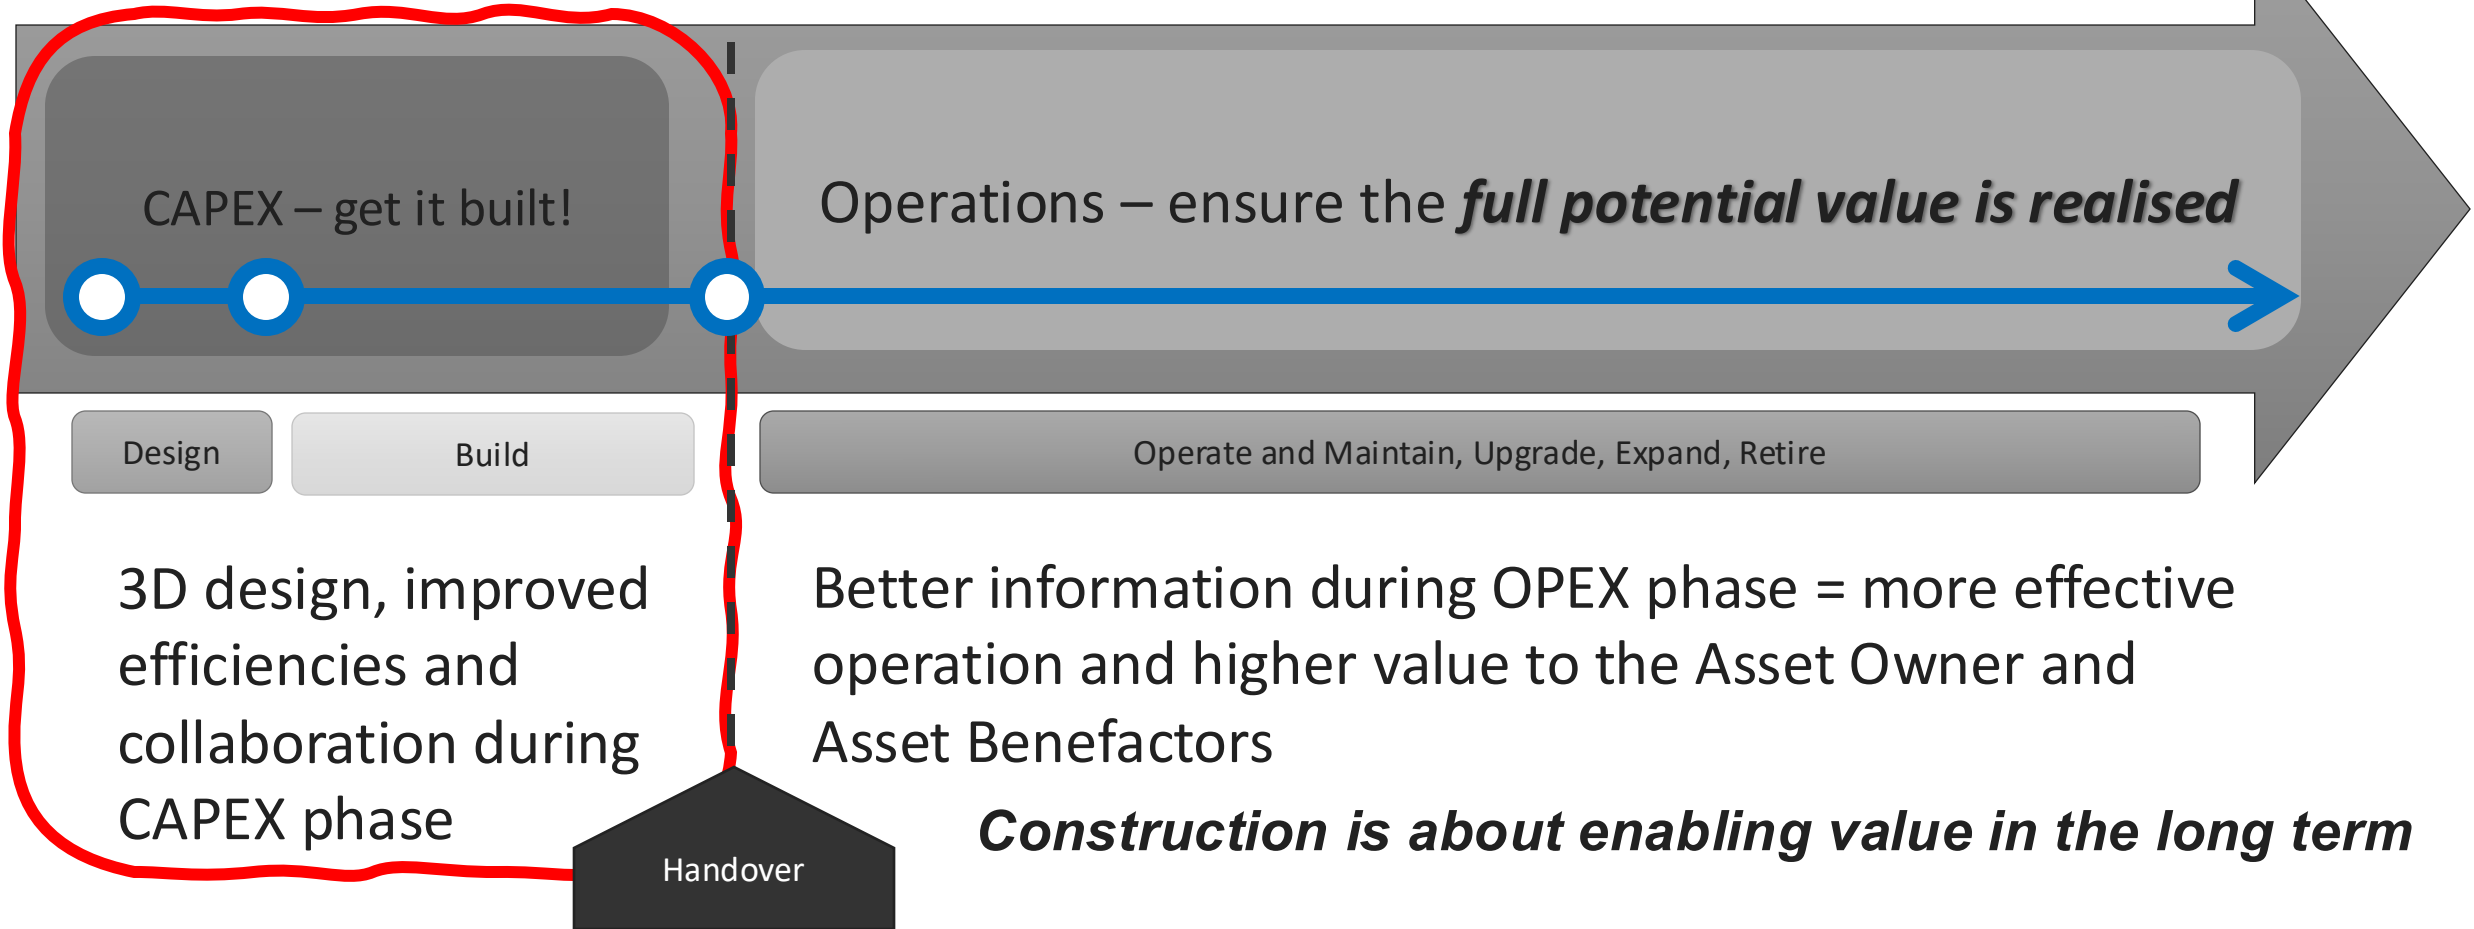 CAPEX – get it built!
Operations – ensure the full potential value is realised
Design
Build
Operate and Maintain, Upgrade, Expand, Retire
3D design, improved
efficiencies and
collaboration during
CAPEX phase
Better information during OPEX phase = more effective
operation and higher value to the Asset Owner and
Asset Benefactors
Construction is about enabling value in the long term
Handover